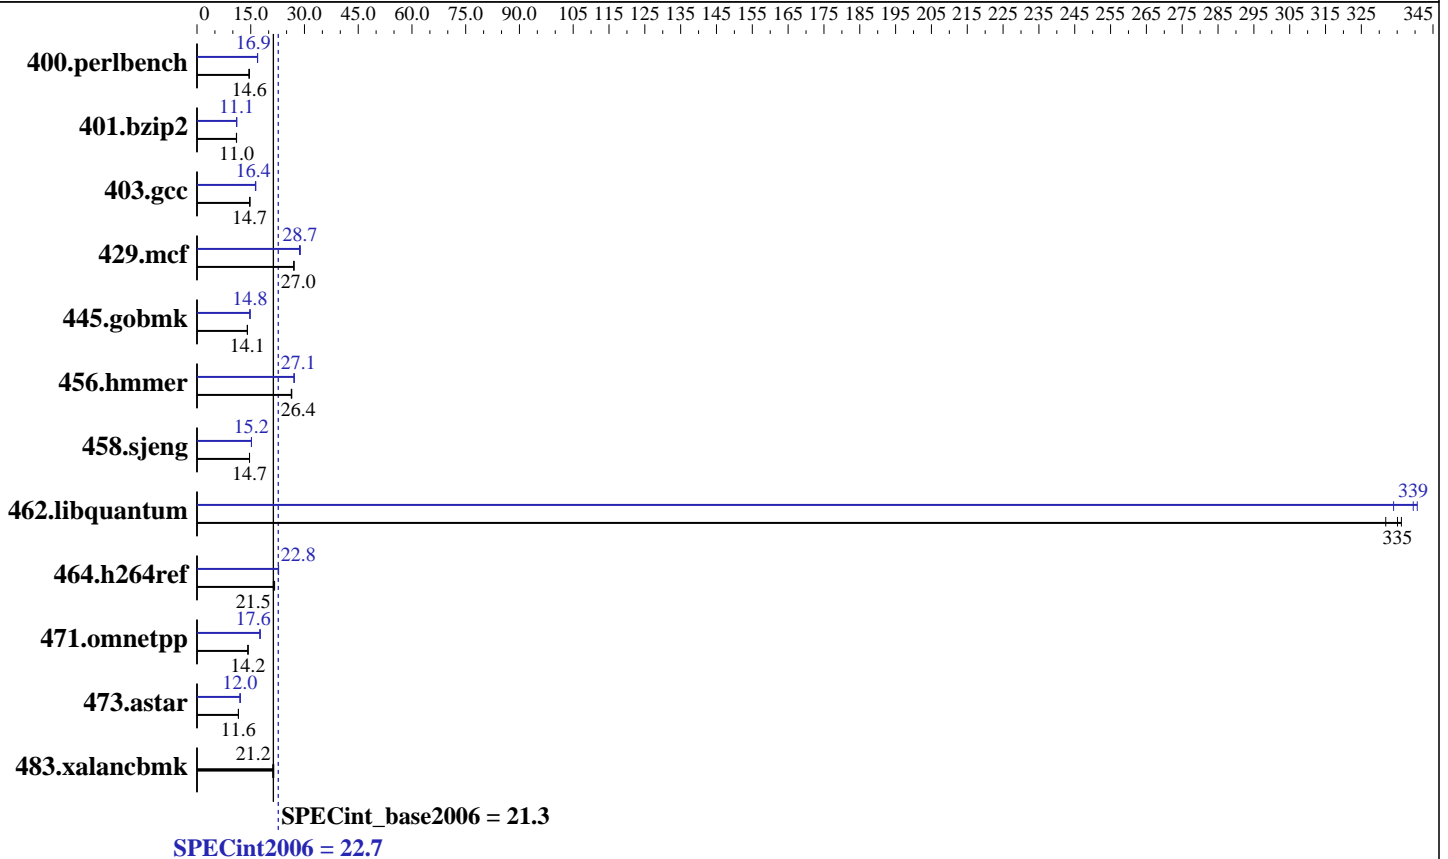 0 15.0 30.0 45.0 60.0 75.0 90.0 105 115 125 135 145 155 165 175 185 195 205 215 225 235 245 255 265 275 285 295 305 315 325 345
16.9
400.perlbench
14.6
11.1
401.bzip2
11.0
16.4
403.gcc
14.7
28.7
429.mcf
27.0
14.8
445.gobmk
14.1
27.1
456.hmmer
26.4
15.2
458.sjeng
14.7
339
462.libquantum
335
22.8
464.h264ref
21.5
17.6
471.omnetpp
14.2
12.0
473.astar
11.6
21.2
483.xalancbmk
SPECint_base2006 = 21.3
SPECint2006 = 22.7